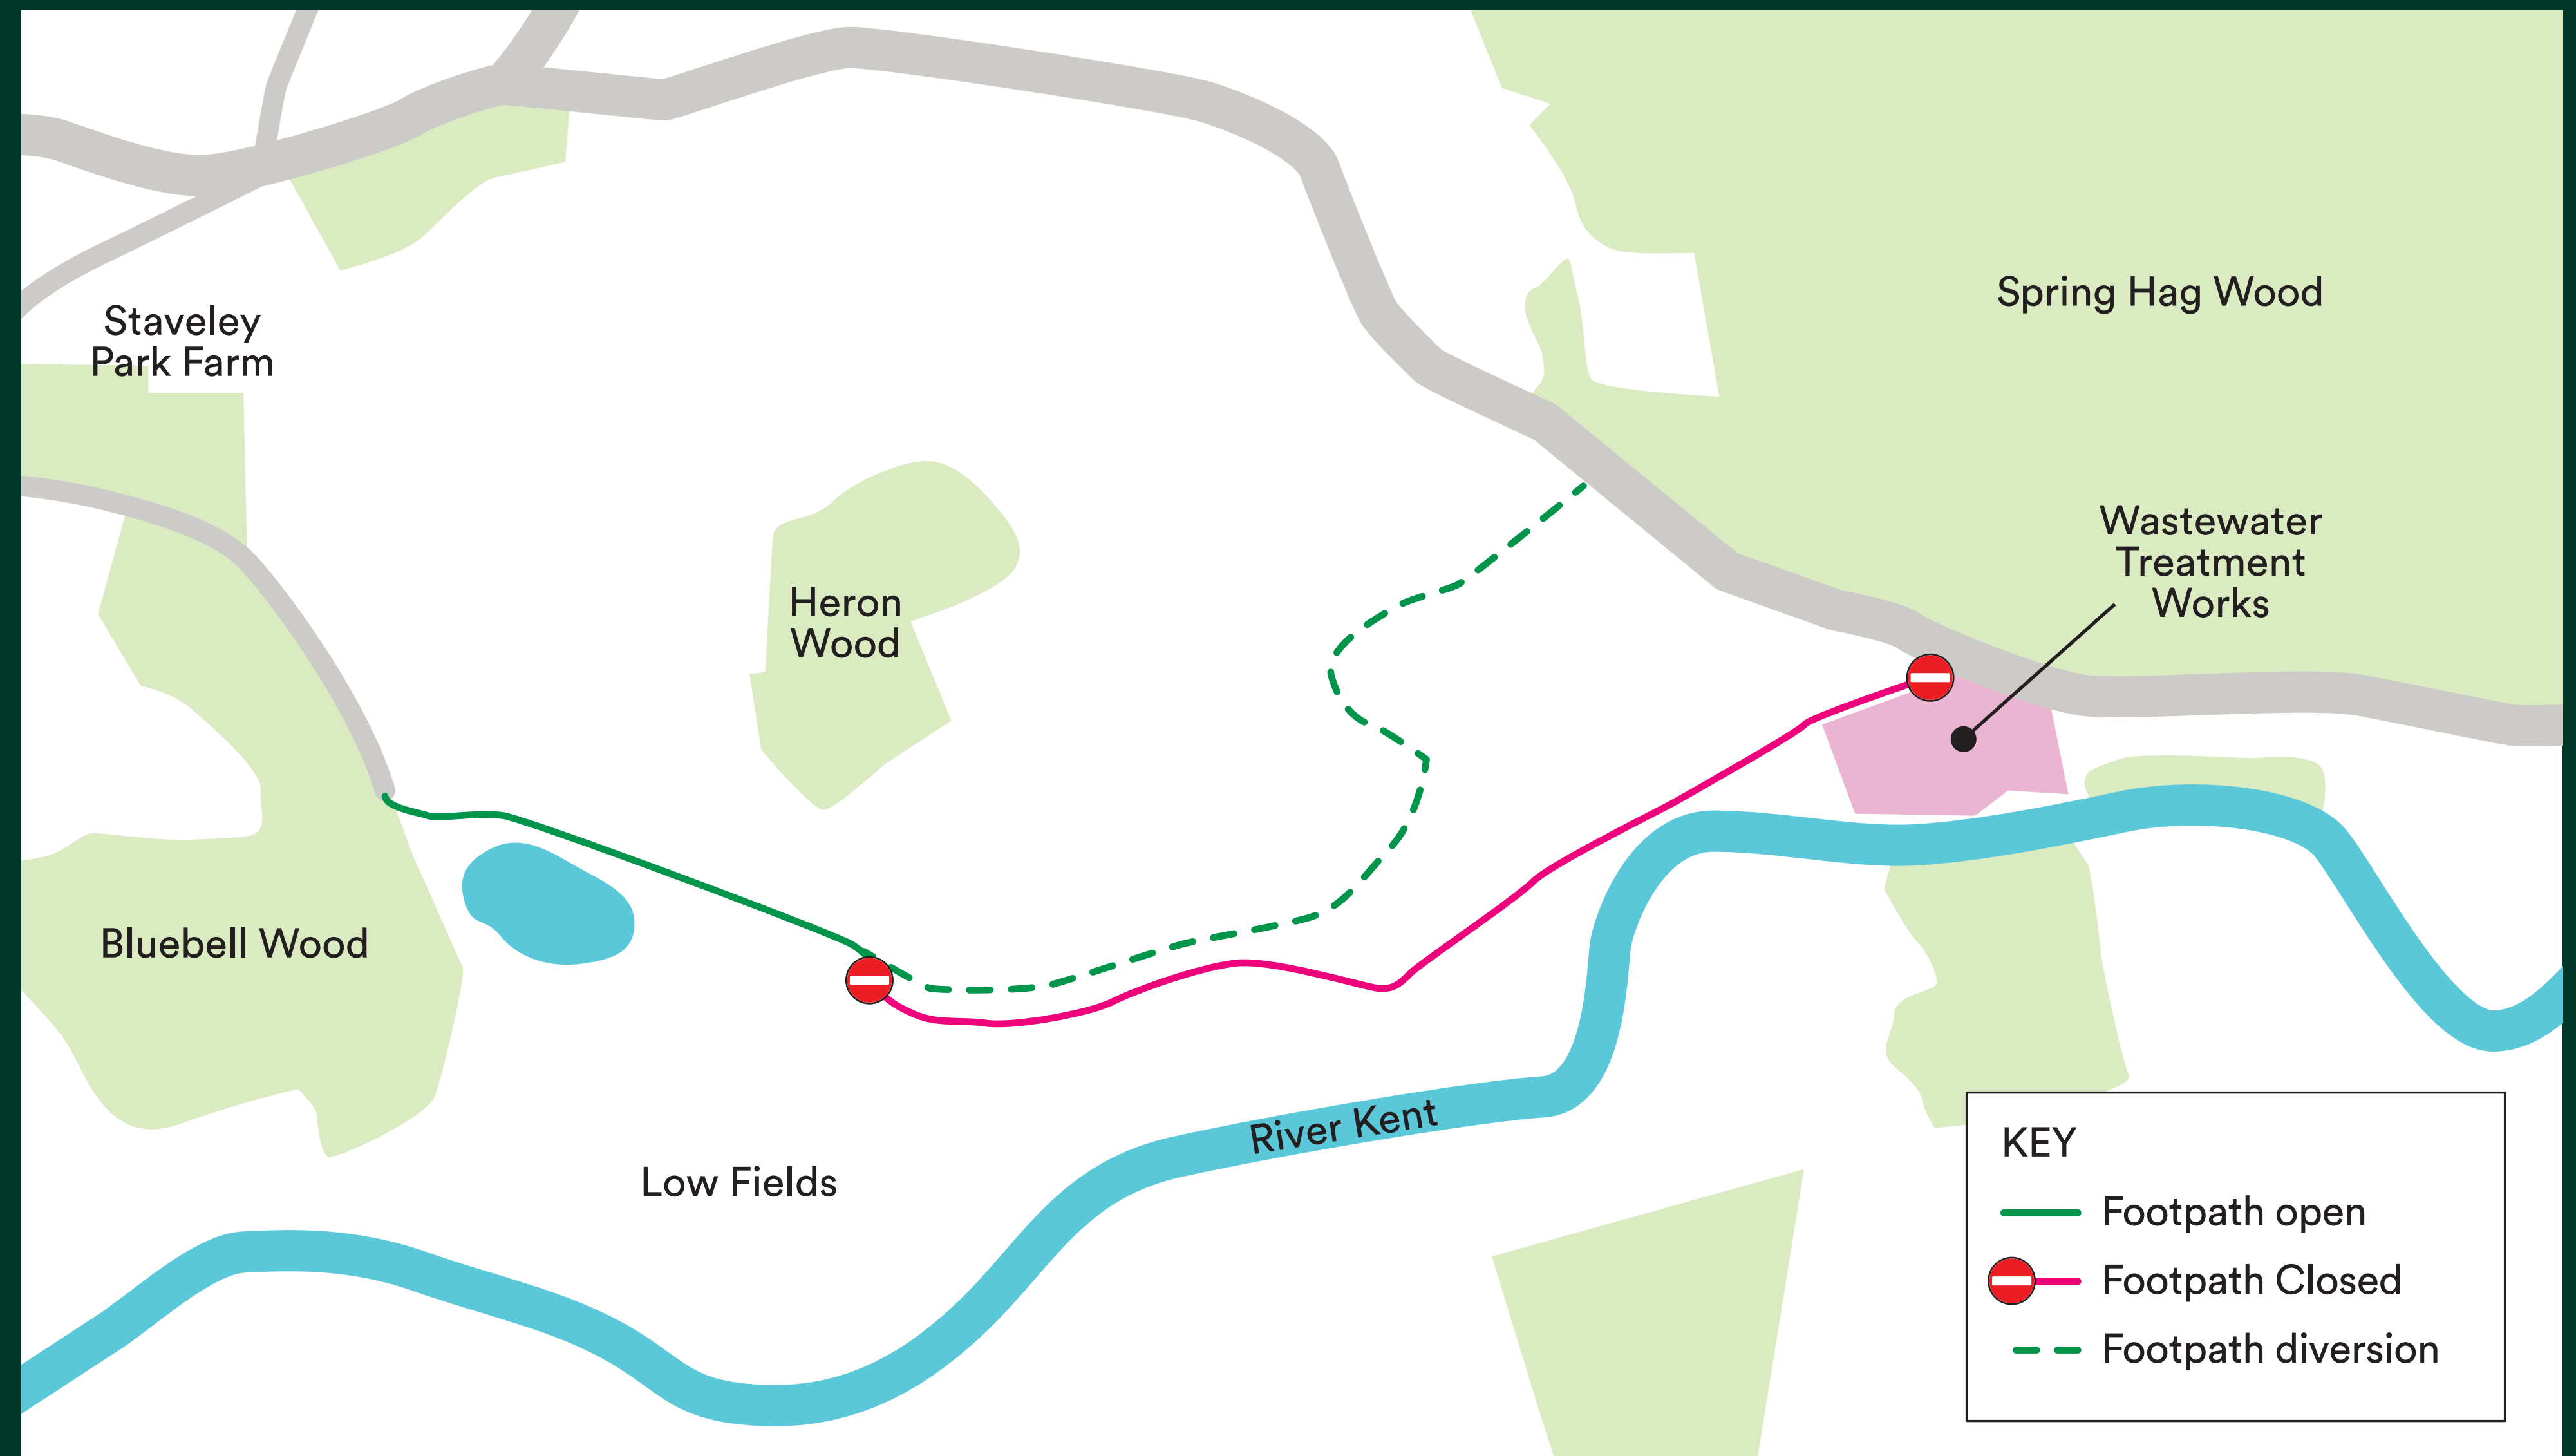 Spring Hag Wood
Staveley
Park Farm
Wastewater
Treatment
Works
Heron
Wood
Bluebell Wood
River Kent
Low Fields
KEY
Footpath open
Footpath Closed
Footpath diversion